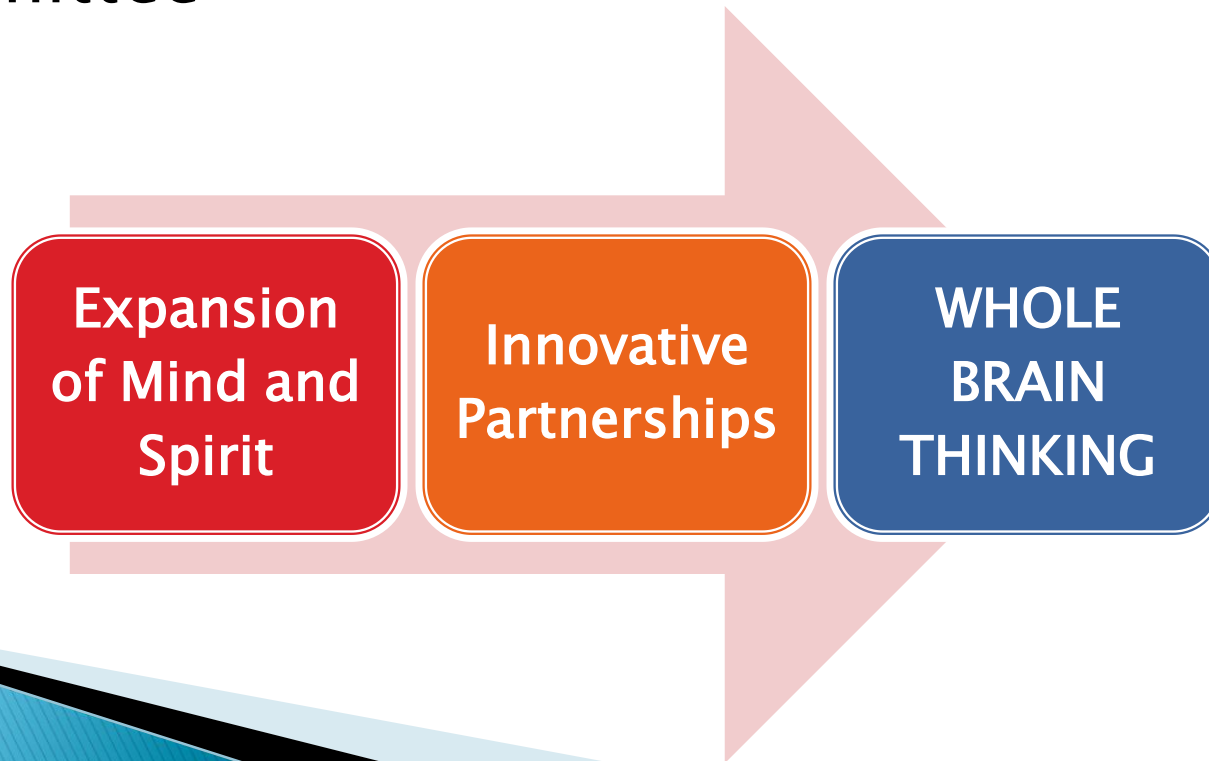 Expansion
of Mind and
Spirit
Innovative
Partnerships
WHOLE
BRAIN
THINKING